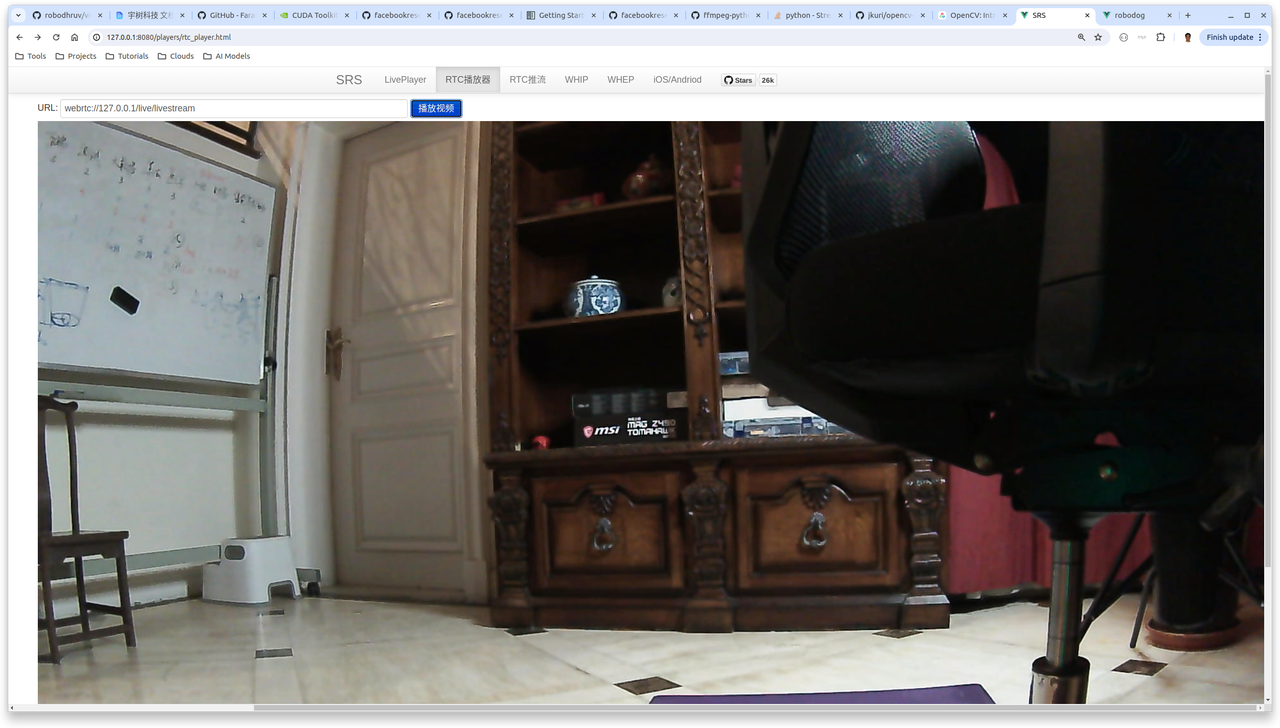 robodhruv/v
宇树科技 文档
GitHub - Fara
CUDA Toolki
facebookres
facebookres
Getting Star
facebookres
ffmpeg-pyth
python - Stre
jkuri/opencv
OpenCV: Int
SRS
robodog
127.0.0.1:8080/players/rtc_player.html
Finish update
Tools
Projects
Tutorials
Clouds
AI Models
SRS
LivePlayer
RTC播放器
RTC推流
WHIP
WHEP
iOS/Andriod
Stars
26k
URL:
webrtc://127.0.0.1/live/livestream
播放视频
msi
MAG Z490
TOMAHAWK